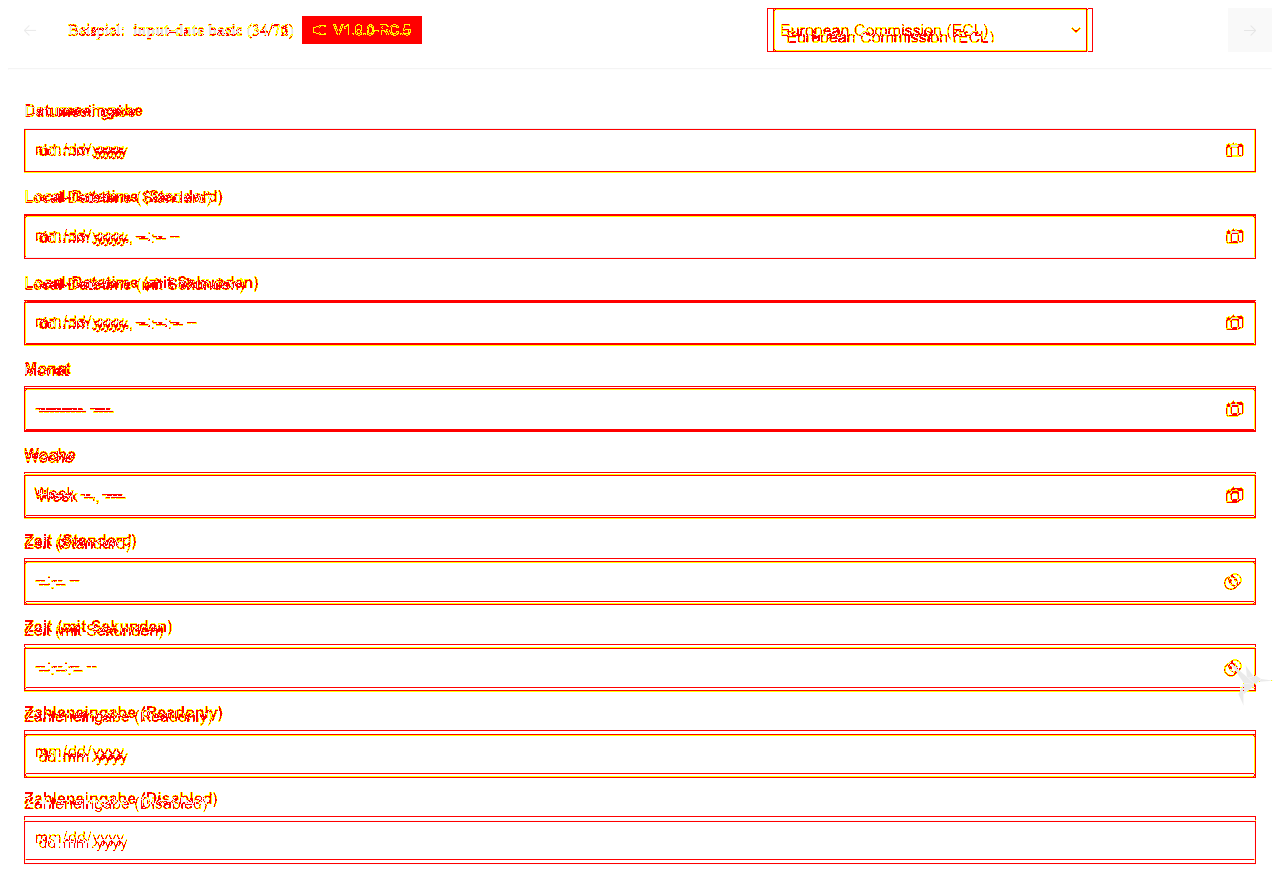 Beispiel: input-date basic (34/78) V1.6.0-RC.5 European Commission (ECL)
Datumseingabe
mm/dd/yyyy
Local-Datetime (Standard)
mm/dd/yyyy, --:-- --
Local-Datetime (mit Sekunden)
mm/dd/yyyy, --:--:-- --
Monat
--------- ----
Woche
Week --, ----
Zeit (Standard)
--:-- --
Zeit (mit Sekunden)
--:--:-- --
Zahleneingabe (Readonly)
mm/dd/yyyy
Zahleneingabe (Disabled)
mm/dd/yyyy